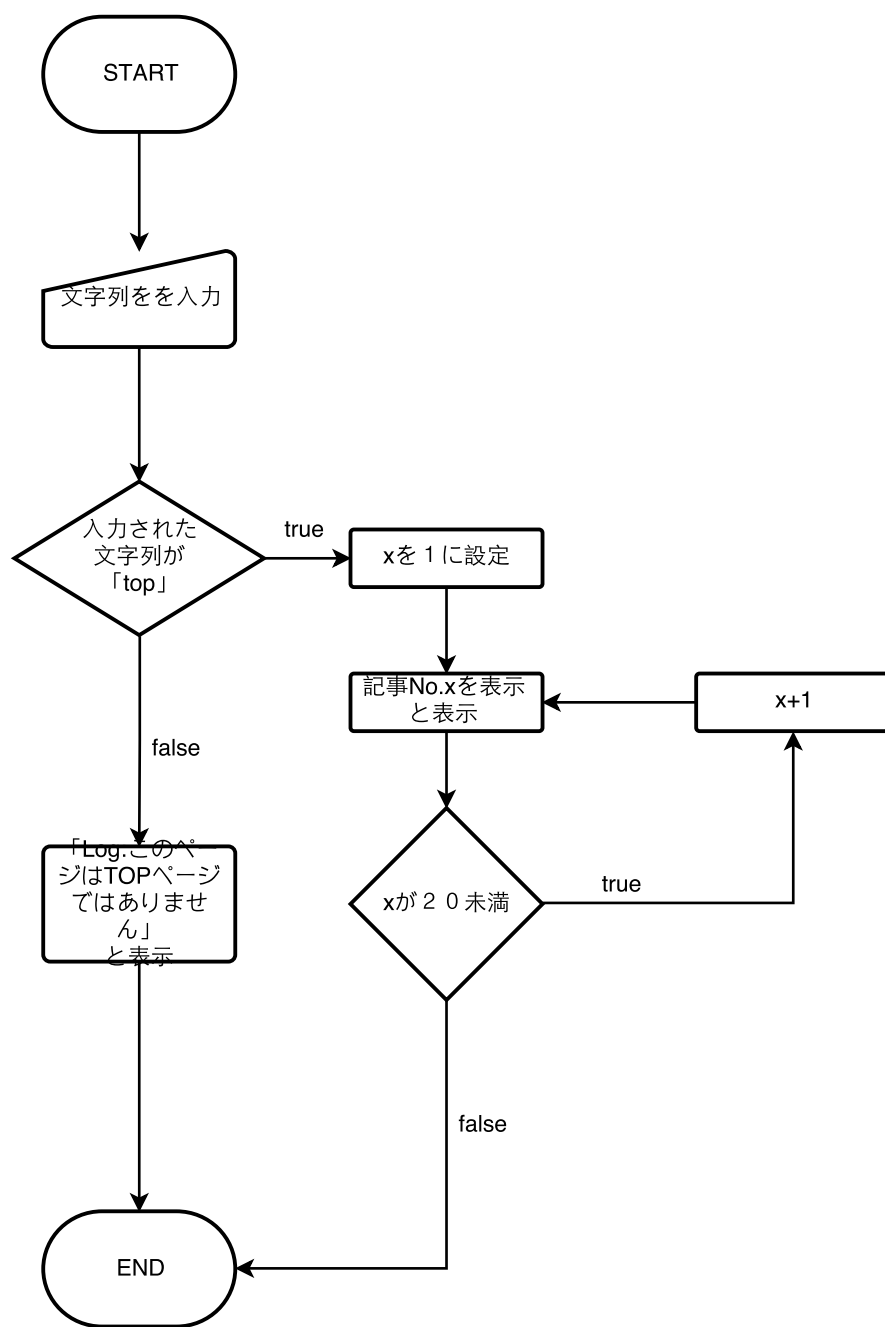 START
文字列をを入力
入力された
文字列が
「top」
true
xを１に設定
記事No.xを表示
と表示
x+1
false
「Log.このペー
ジはTOPページ
ではありませ
ん」
と表示
xが２０未満
true
false
END